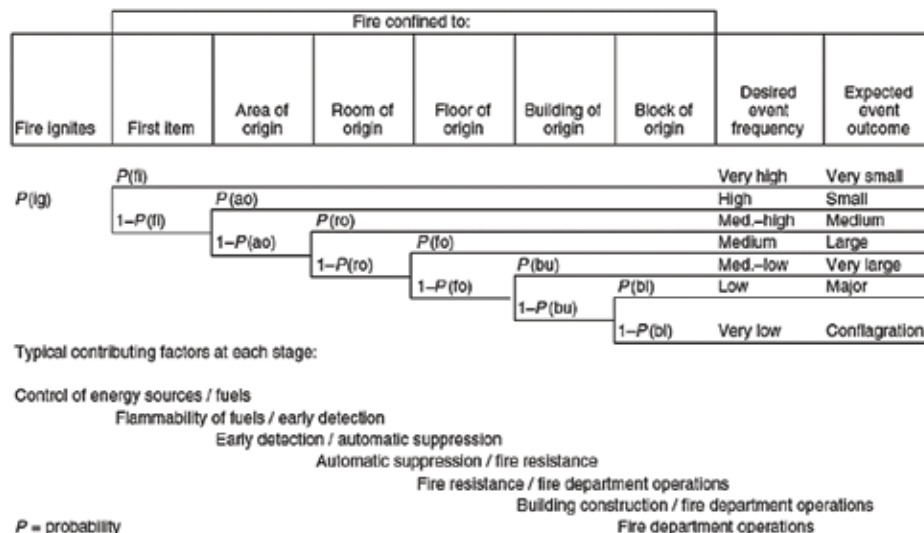 Fire confined to:
Fire ignites First item Area of origin Room of origin Floor of origin Building of origin Block of origin Desired event frequency Expected event outcome
P(fi) Very high Very small
P(ig) P(ao) High Small
1–P(fi) P(ro) Med.–high Medium
1–P(ao) P(fo) Medium Large
1–P(ro) P(bu) Med.–low Very large
1–P(fo) P(bl) Low Major
1–P(bu)
1–P(bl) Very low Conflagration
Typical contributing factors at each stage:
Control of energy sources / fuels
Flammability of fuels / early detection
Early detection / automatic suppression
Automatic suppression / fire resistance
Fire resistance / fire department operations
Building construction / fire department operations
P = probability Fire department operations